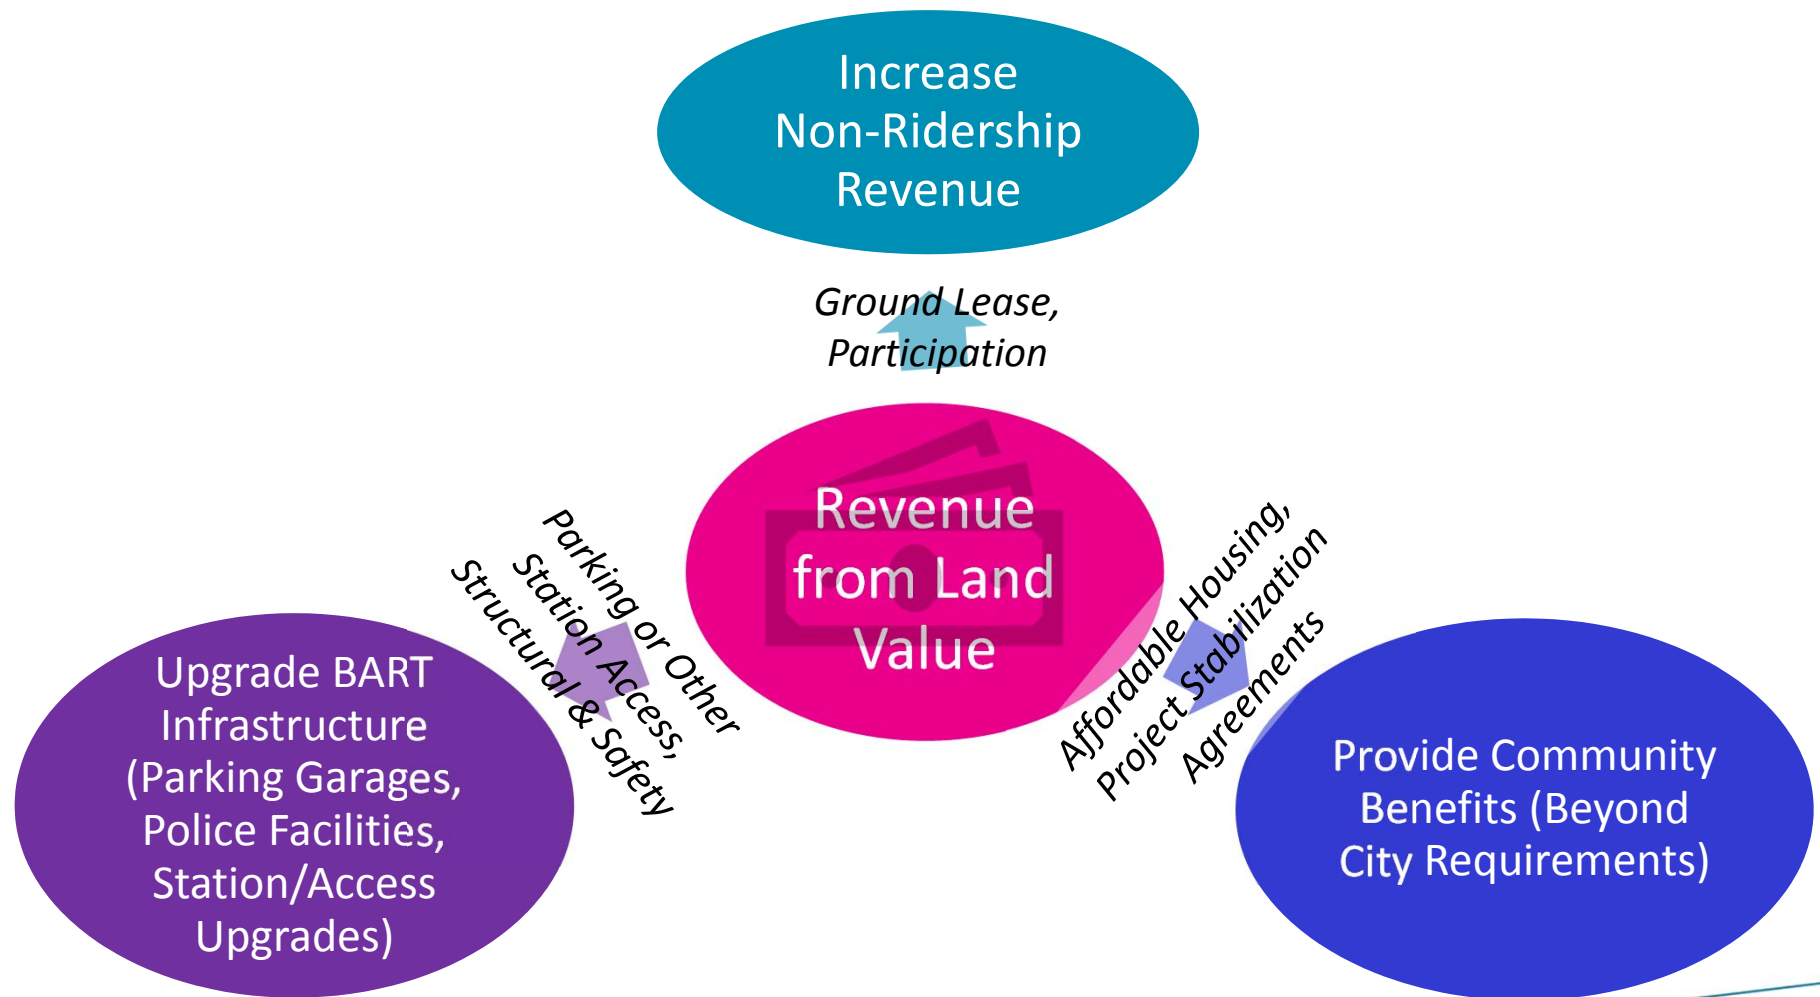 Increase
Non-Ridership
Revenue
Ground Lease,
Participation
Revenue
from Land
Value
Parking or Other
Station Access,
Structural & Safety
Affordable Housing,
Project Stabilization
Agreements
Upgrade BART
Infrastructure
(Parking Garages,
Police Facilities,
Station/Access
Upgrades)
Provide Community
Benefits (Beyond
City Requirements)